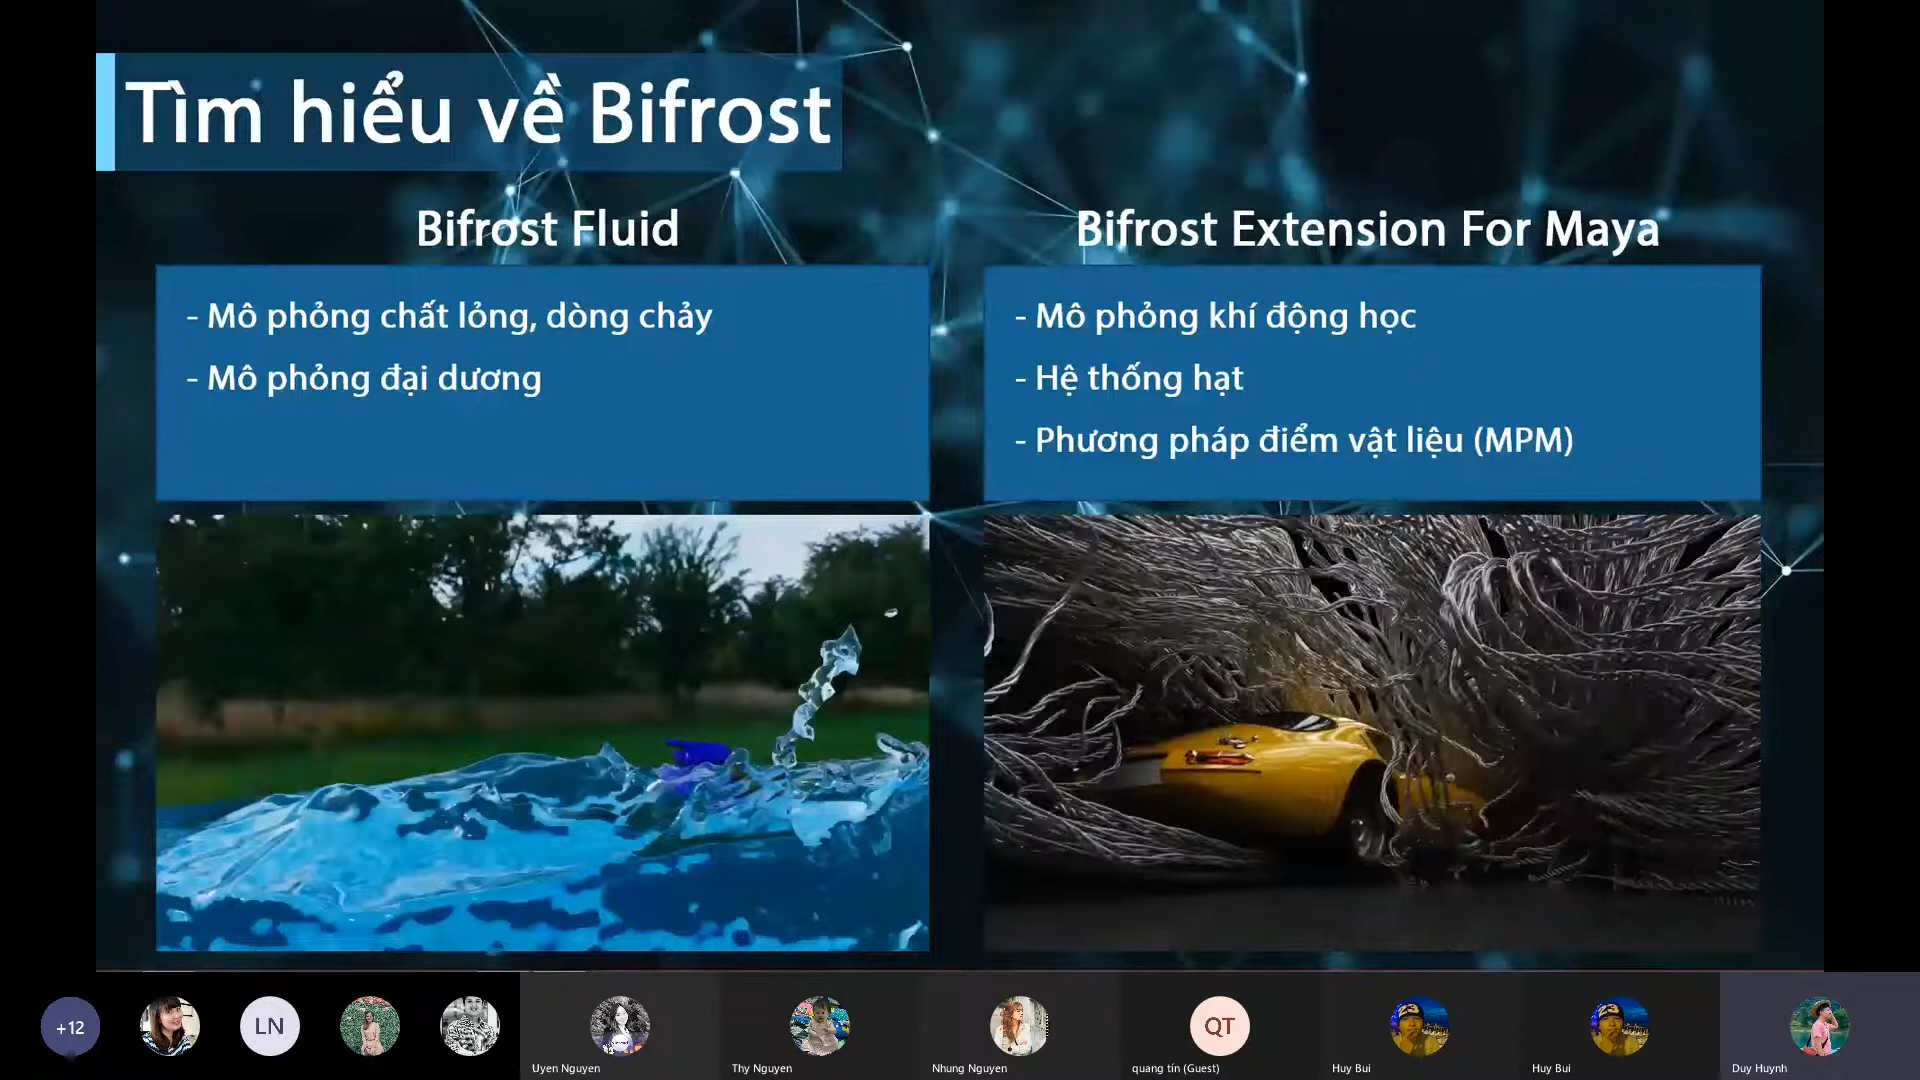 Tìm hiểu về Bifrost
Bifrost Fluid
- Mô phỏng chất lỏng, dòng chảy
- Mô phỏng đại dương
Bifrost Extension For Maya
- Mô phỏng khí động học
- Hệ thống hạt
- Phương pháp điểm vật liệu (MPM)
+12
LN
Uyen Nguyen
Thy Nguyen
Nhung Nguyen
QT
quang tín (Guest)
23
Huy Bui
23
Huy Bui
Duy Huynh